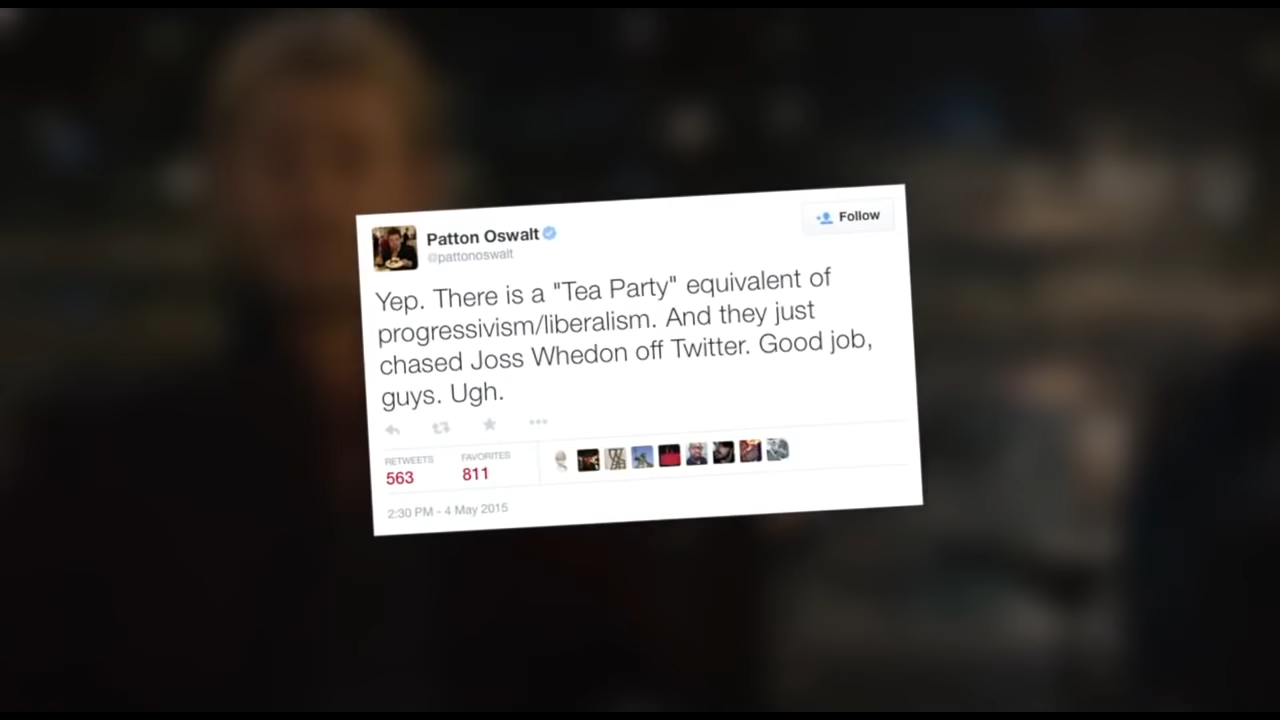 Patton Oswalt
@pattonoswalt
Follow
Yep. There is a "Tea Party" equivalent of
progressivism/liberalism. And they just
chased Joss Whedon off Twitter. Good job,
guys. Ugh.
RETWEETS
563
FAVORITES
811
2:30 PM - 4 May 2015